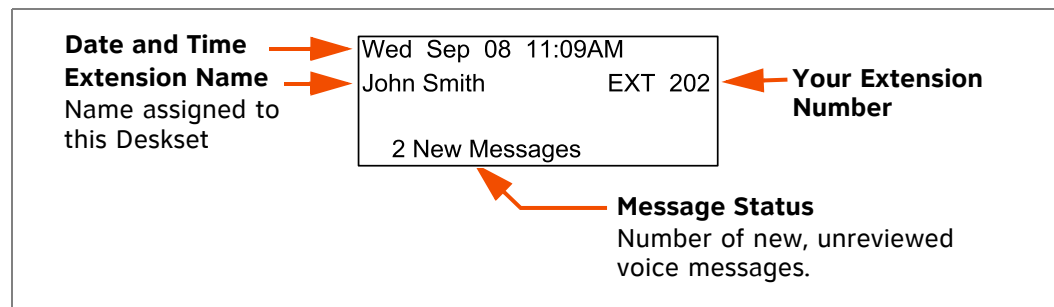 Date and Time
Extension Name
Name assigned to
this Deskset
Wed Sep 08 11:09AM
John Smith EXT 202
2 New Messages
Your Extension
Number
Message Status
Number of new, unreviewed
voice messages.